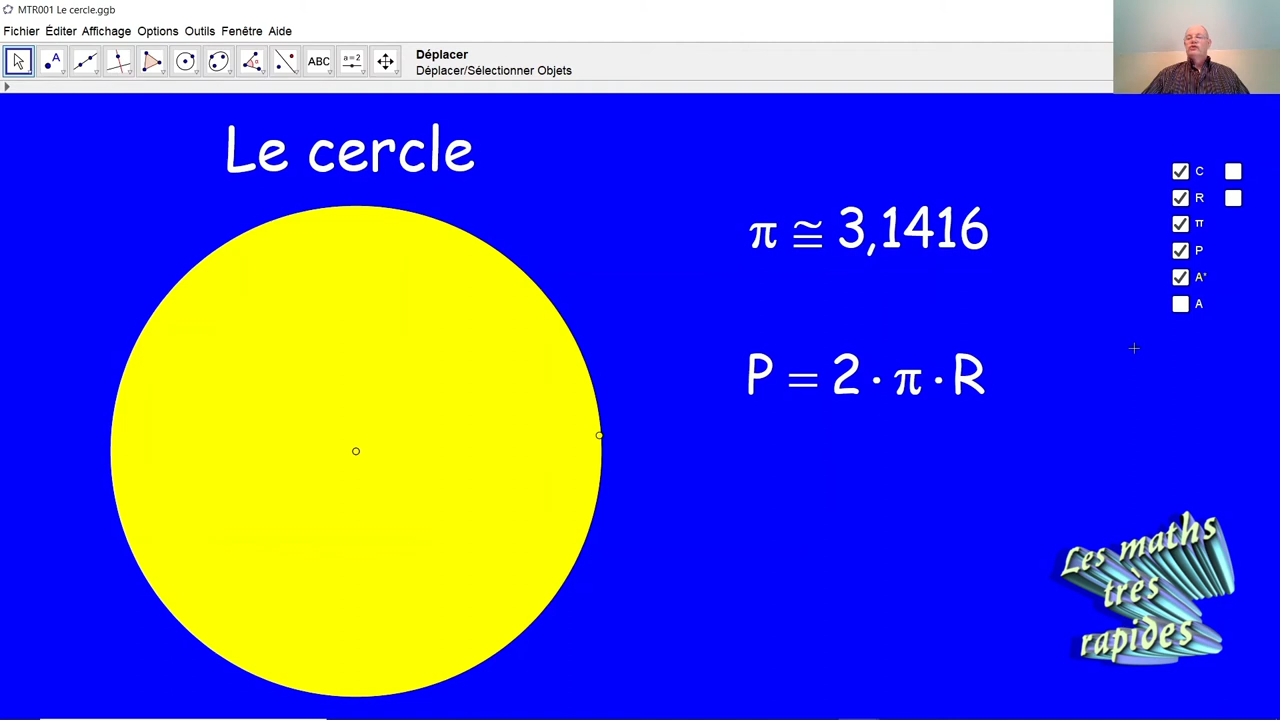 MTR001 Le cercle.ggb
Fichier Éditer Affichage Options Outils Fenêtre Aide
A
ABC
a=2
Déplacer
Déplacer/Sélectionner Objets
Le cercle
π ≅ 3,1416
P = 2 · π · R
C
R
π
P
A'
A
Les maths
très
rapides